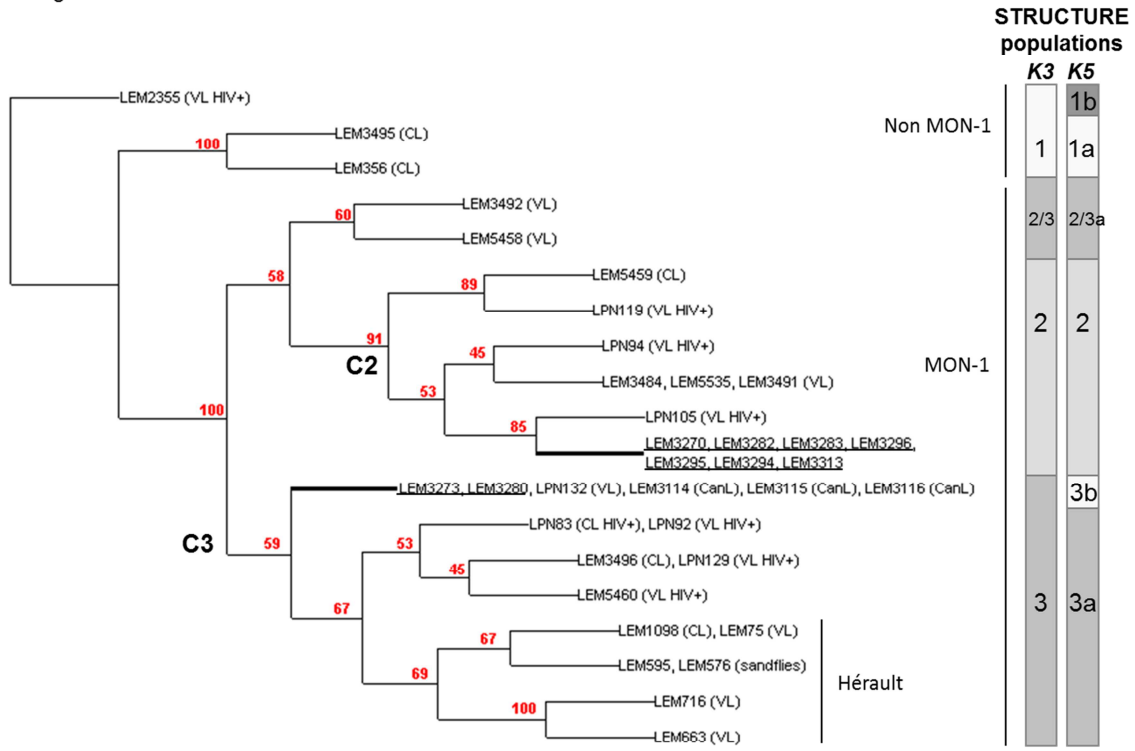 STRUCTURE
populations
K3 K5
LEM2355 (VL HIV+)
1b
Non MON-1
100
LEM3495 (CL)
1
1a
LEM356 (CL)
60
LEM3492 (VL)
2/3
2/3a
LEM5458 (VL)
58
89
LEM5459 (CL)
LPN119 (VL HIV+)
2
2
91
C2
45
LPN94 (VL HIV+)
MON-1
53
LEM3484, LEM5535, LEM3491 (VL)
100
85
LPN105 (VL HIV+)
LEM3270, LEM3282, LEM3283, LEM3296,
LEM3295, LEM3294, LEM3313
LEM3273, LEM3280, LPN132 (VL), LEM3114 (CanL), LEM3115 (CanL), LEM3116 (CanL)
3b
C3
59
53
LPN83 (CL HIV+), LPN92 (VL HIV+)
45
LEM3496 (CL), LPN129 (VL HIV+)
LEM5460 (VL HIV+)
67
3
3a
67
LEM1098 (CL), LEM75 (VL)
LEM595, LEM576 (sandflies)
69
Hérault
100
LEM716 (VL)
LEM663 (VL)